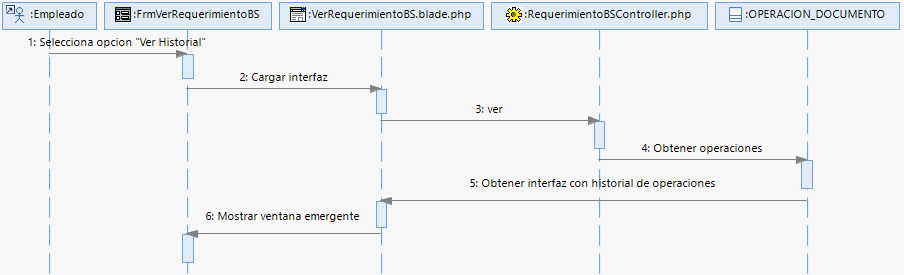 :Empleado
:FrmVerRequerimientoBS
:VerRequerimientoBS.blade.php
:RequerimientoBSController.php
:OPERACION_DOCUMENTO
1: Selecciona opcion "Ver Historial"
2: Cargar interfaz
3: ver
4: Obtener operaciones
5: Obtener interfaz con historial de operaciones
6: Mostrar ventana emergente